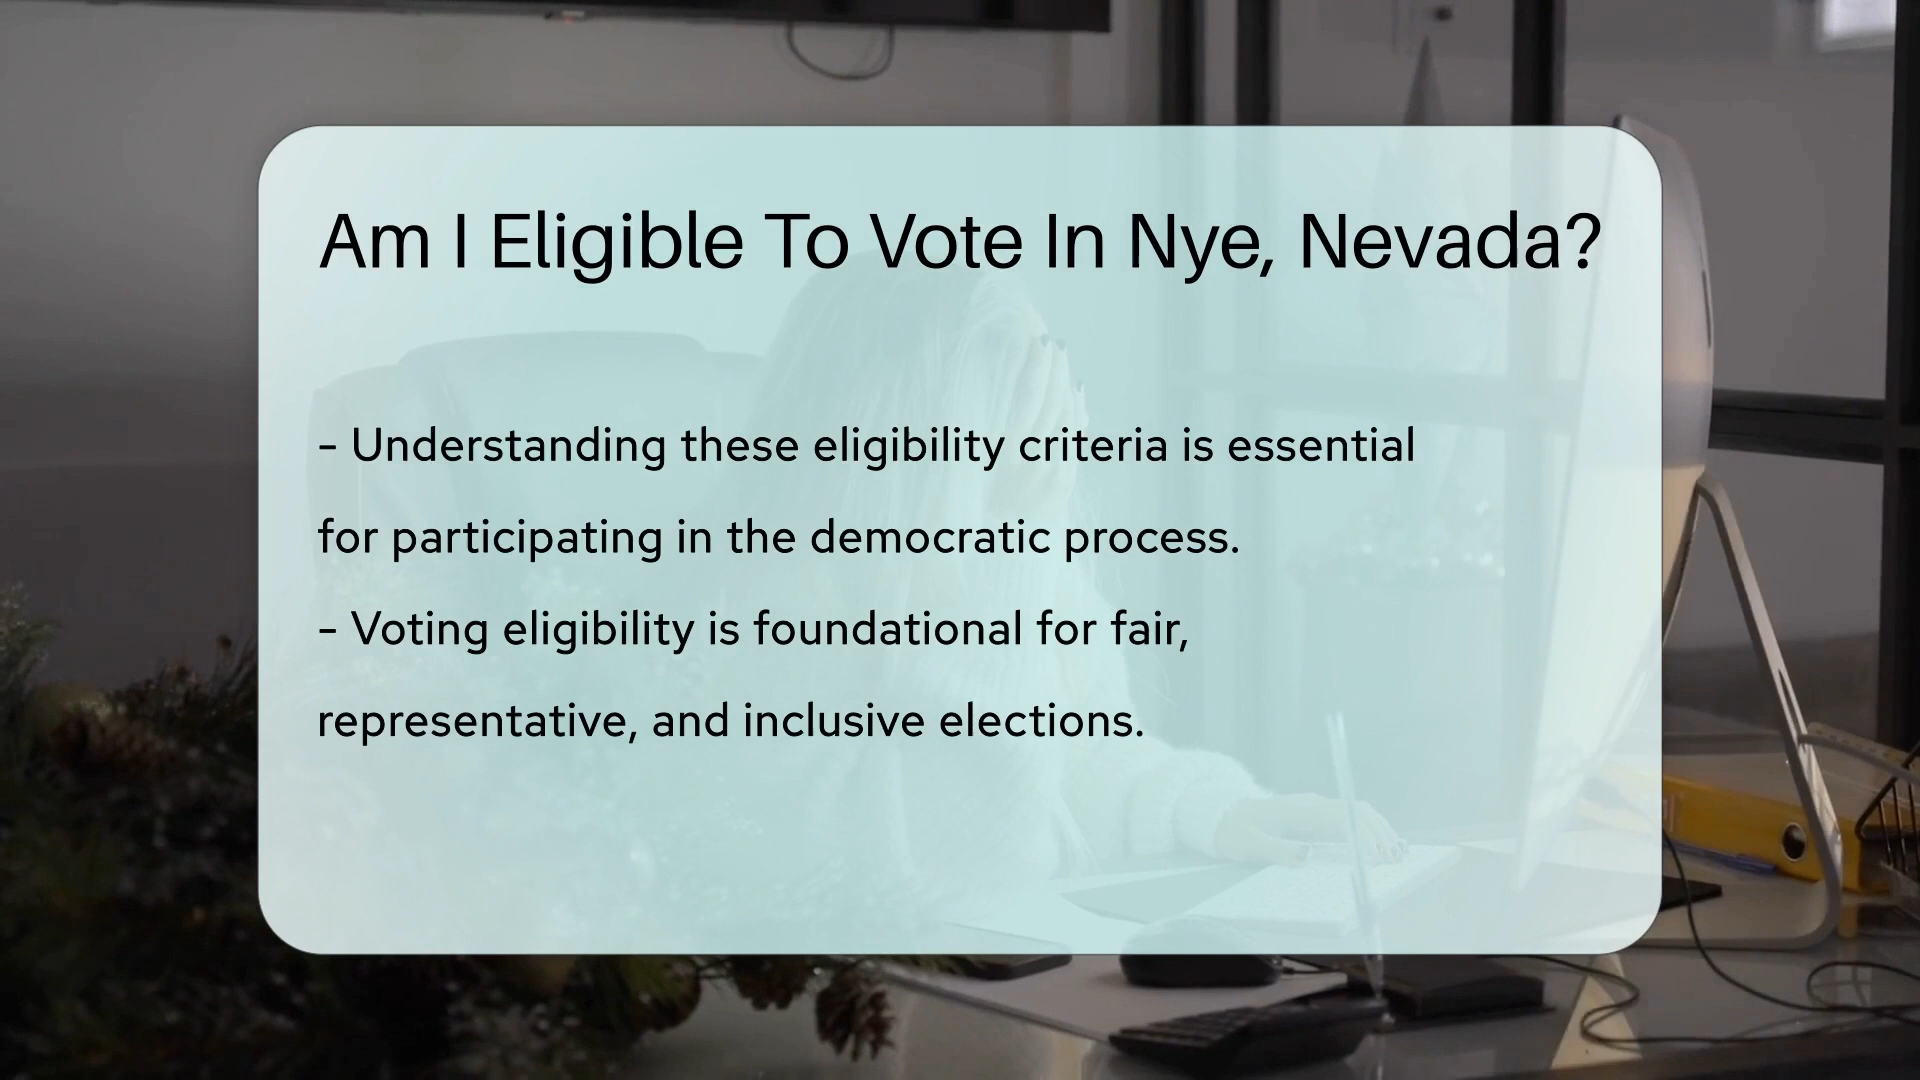 Am I Eligible To Vote In Nye, Nevada?
- Understanding these eligibility criteria is essential
for participating in the democratic process.
- Voting eligibility is foundational for fair,
representative, and inclusive elections.